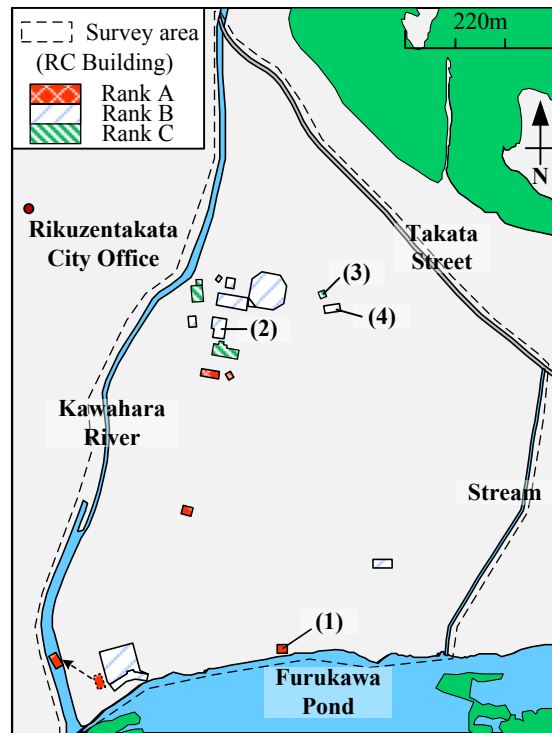 Survey area
(RC Building)
Rank A
Rank B
Rank C
220m
N
Rikuzentakata
City Office
Takata
Street
(3)
(4)
(2)
Kawahara
River
Stream
(1)
Furukawa
Pond